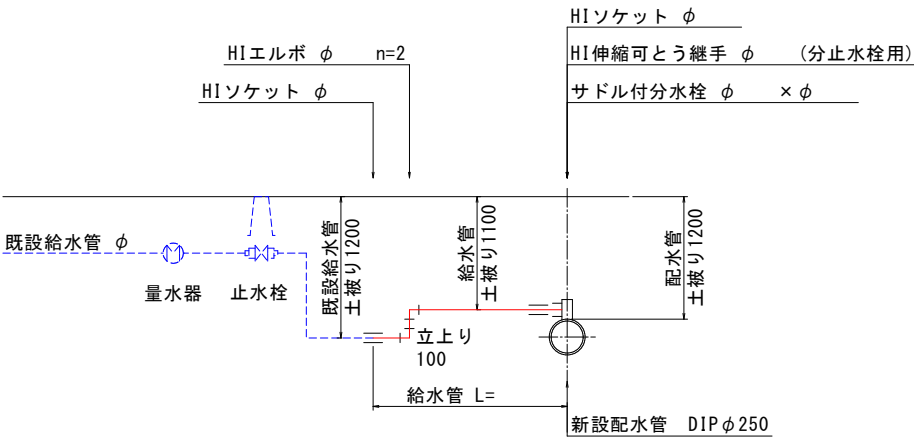 HIソケット φ
HIエルボ φ n=2
HI伸縮可とう継手 φ (分止水栓用)
HIソケット φ
サドル付分水栓 φ ×φ
既設給水管 φ
量水器
止水栓
既設給水管
土被り1200
給水管
土被り1100
配水管
土被り1200
立上り
100
給水管 L=
新設配水管 DIPφ250